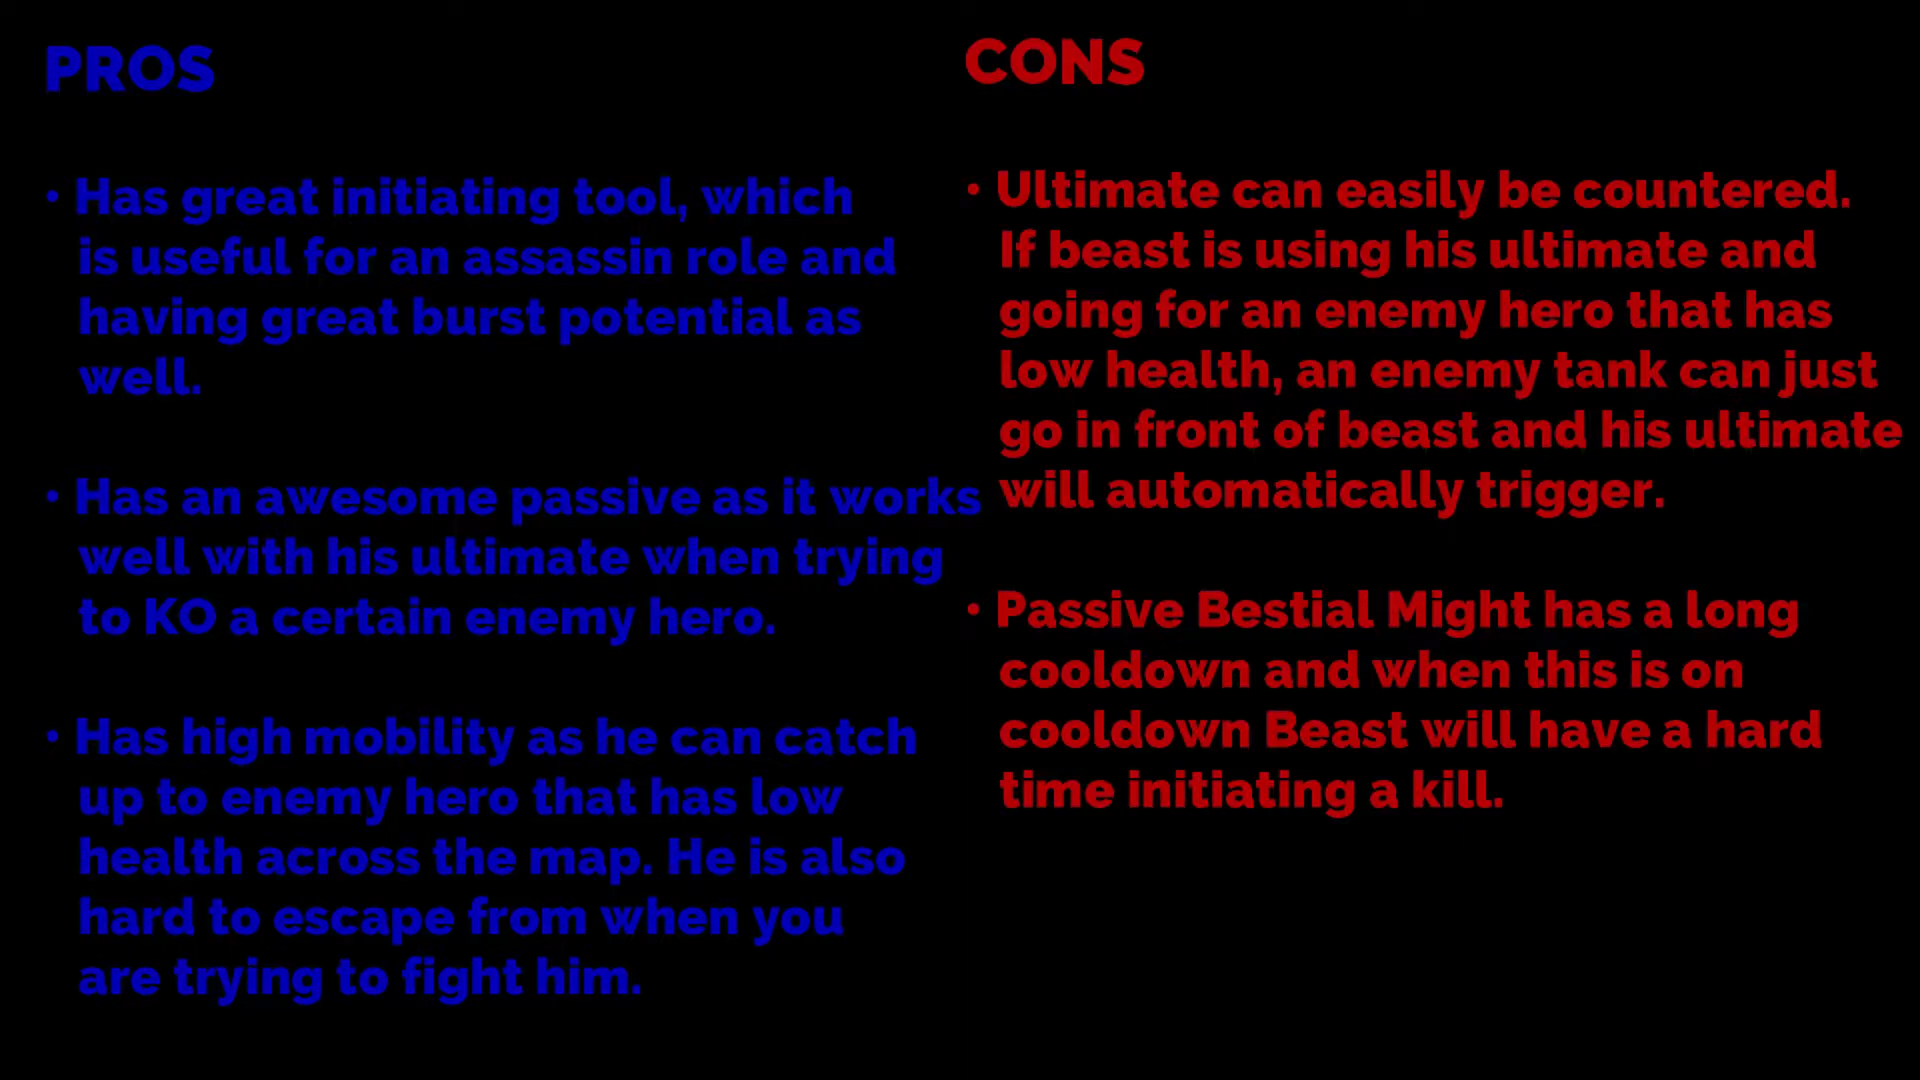 PROS
• Has great initiating tool, which
is useful for an assassin role and
having great burst potential as
well.
• Has an awesome passive as it works
well with his ultimate when trying
to KO a certain enemy hero.
• Has high mobility as he can catch
up to enemy hero that has low
health across the map. He is also
hard to escape from when you
are trying to fight him.
CONS
• Ultimate can easily be countered.
If beast is using his ultimate and
going for an enemy hero that has
low health, an enemy tank can just
go in front of beast and his ultimate
will automatically trigger.
• Passive Bestial Might has a long
cooldown and when this is on
cooldown Beast will have a hard
time initiating a kill.